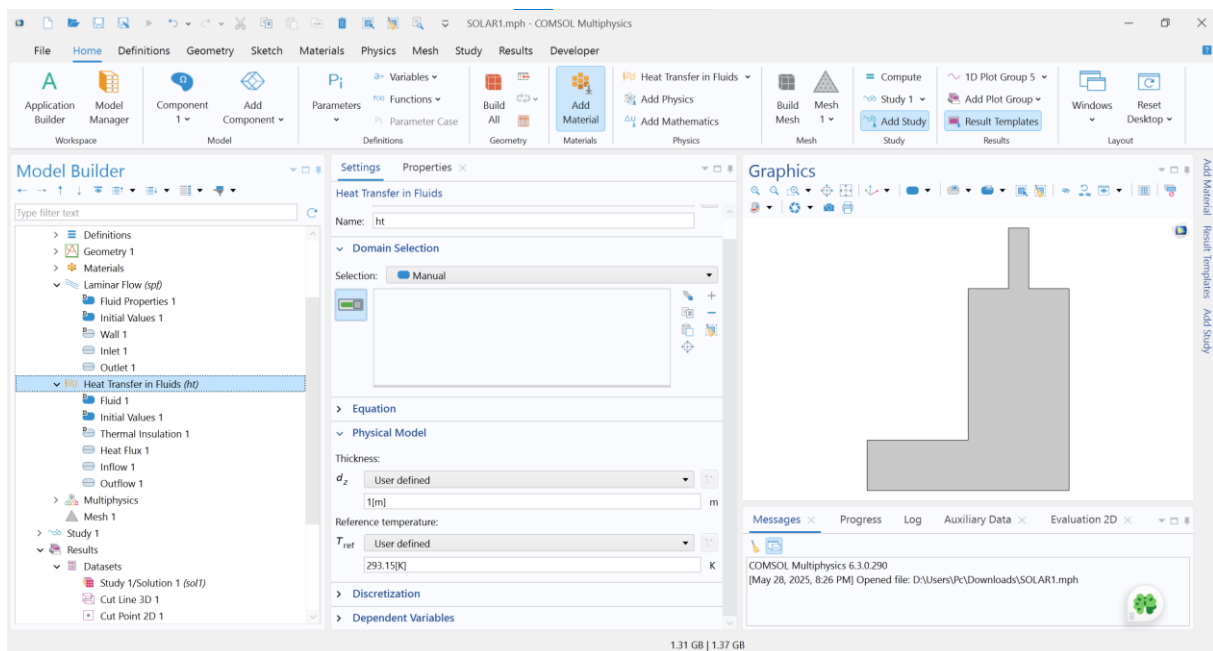 SOLAR1.mph - COMSOL Multiphysics
File Home Definitions Geometry Sketch Materials Physics Mesh Study Results Developer
A Pi a= Variables Heat Transfer in Fluids = Compute 1D Plot Group 5
Application Builder Model Manager Component 1 Add Component Parameters f(x) Functions Build All Add Material Add Physics Build Mesh Mesh 1 Study 1 Add Plot Group Windows Reset Desktop
Pi Parameter Case Add Mathematics Add Study Result Templates
Workspace Model Definitions Geometry Materials Physics Mesh Study Results Layout
Model Builder
Type filter text
Definitions
Geometry 1
Materials
Laminar Flow (spf)
Fluid Properties 1
Initial Values 1
Wall 1
Inlet 1
Outlet 1
Heat Transfer in Fluids (ht)
Fluid 1
Initial Values 1
Thermal Insulation 1
Heat Flux 1
Inflow 1
Outflow 1
Multiphysics
Mesh 1
Study 1
Results
Datasets
Study 1/Solution 1 (sol1)
Cut Line 3D 1
Cut Point 2D 1
Settings Properties
Heat Transfer in Fluids
Name: ht
Domain Selection
Selection: Manual
Equation
Physical Model
Thickness:
dz User defined
1[m] m
Reference temperature:
Tref User defined
293.15[K] K
Discretization
Dependent Variables
Graphics
Messages Progress Log Auxiliary Data Evaluation 2D
COMSOL Multiphysics 6.3.0.290
[May 28, 2025, 8:26 PM] Opened file: D:\Users\Pc\Downloads\SOLAR1.mph
Add Material Result Templates Add Study
1.31 GB | 1.37 GB